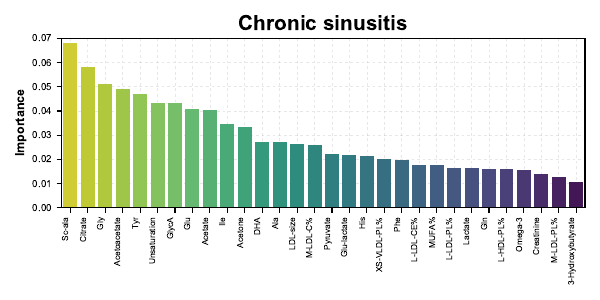 Chronic sinusitis
Importance
0.07
0.06
0.05
0.04
0.03
0.02
0.01
0.00
Sc-ala
Citrate
Gly
Acetoacetate
Tyr
Unsaturation
GlycA
Glu
Acetate
Ile
Acetone
DHA
Ala
LDL-size
M-LDL-C%
Pyruvate
Glu-lactate
His
XS-VLDL-PL%
Phe
L-LDL-CE%
MUFA%
L-LDL-PL%
Lactate
Gln
L-HDL-PL%
Omega-3
Creatinine
M-LDL-PL%
3-Hydroxybutyrate